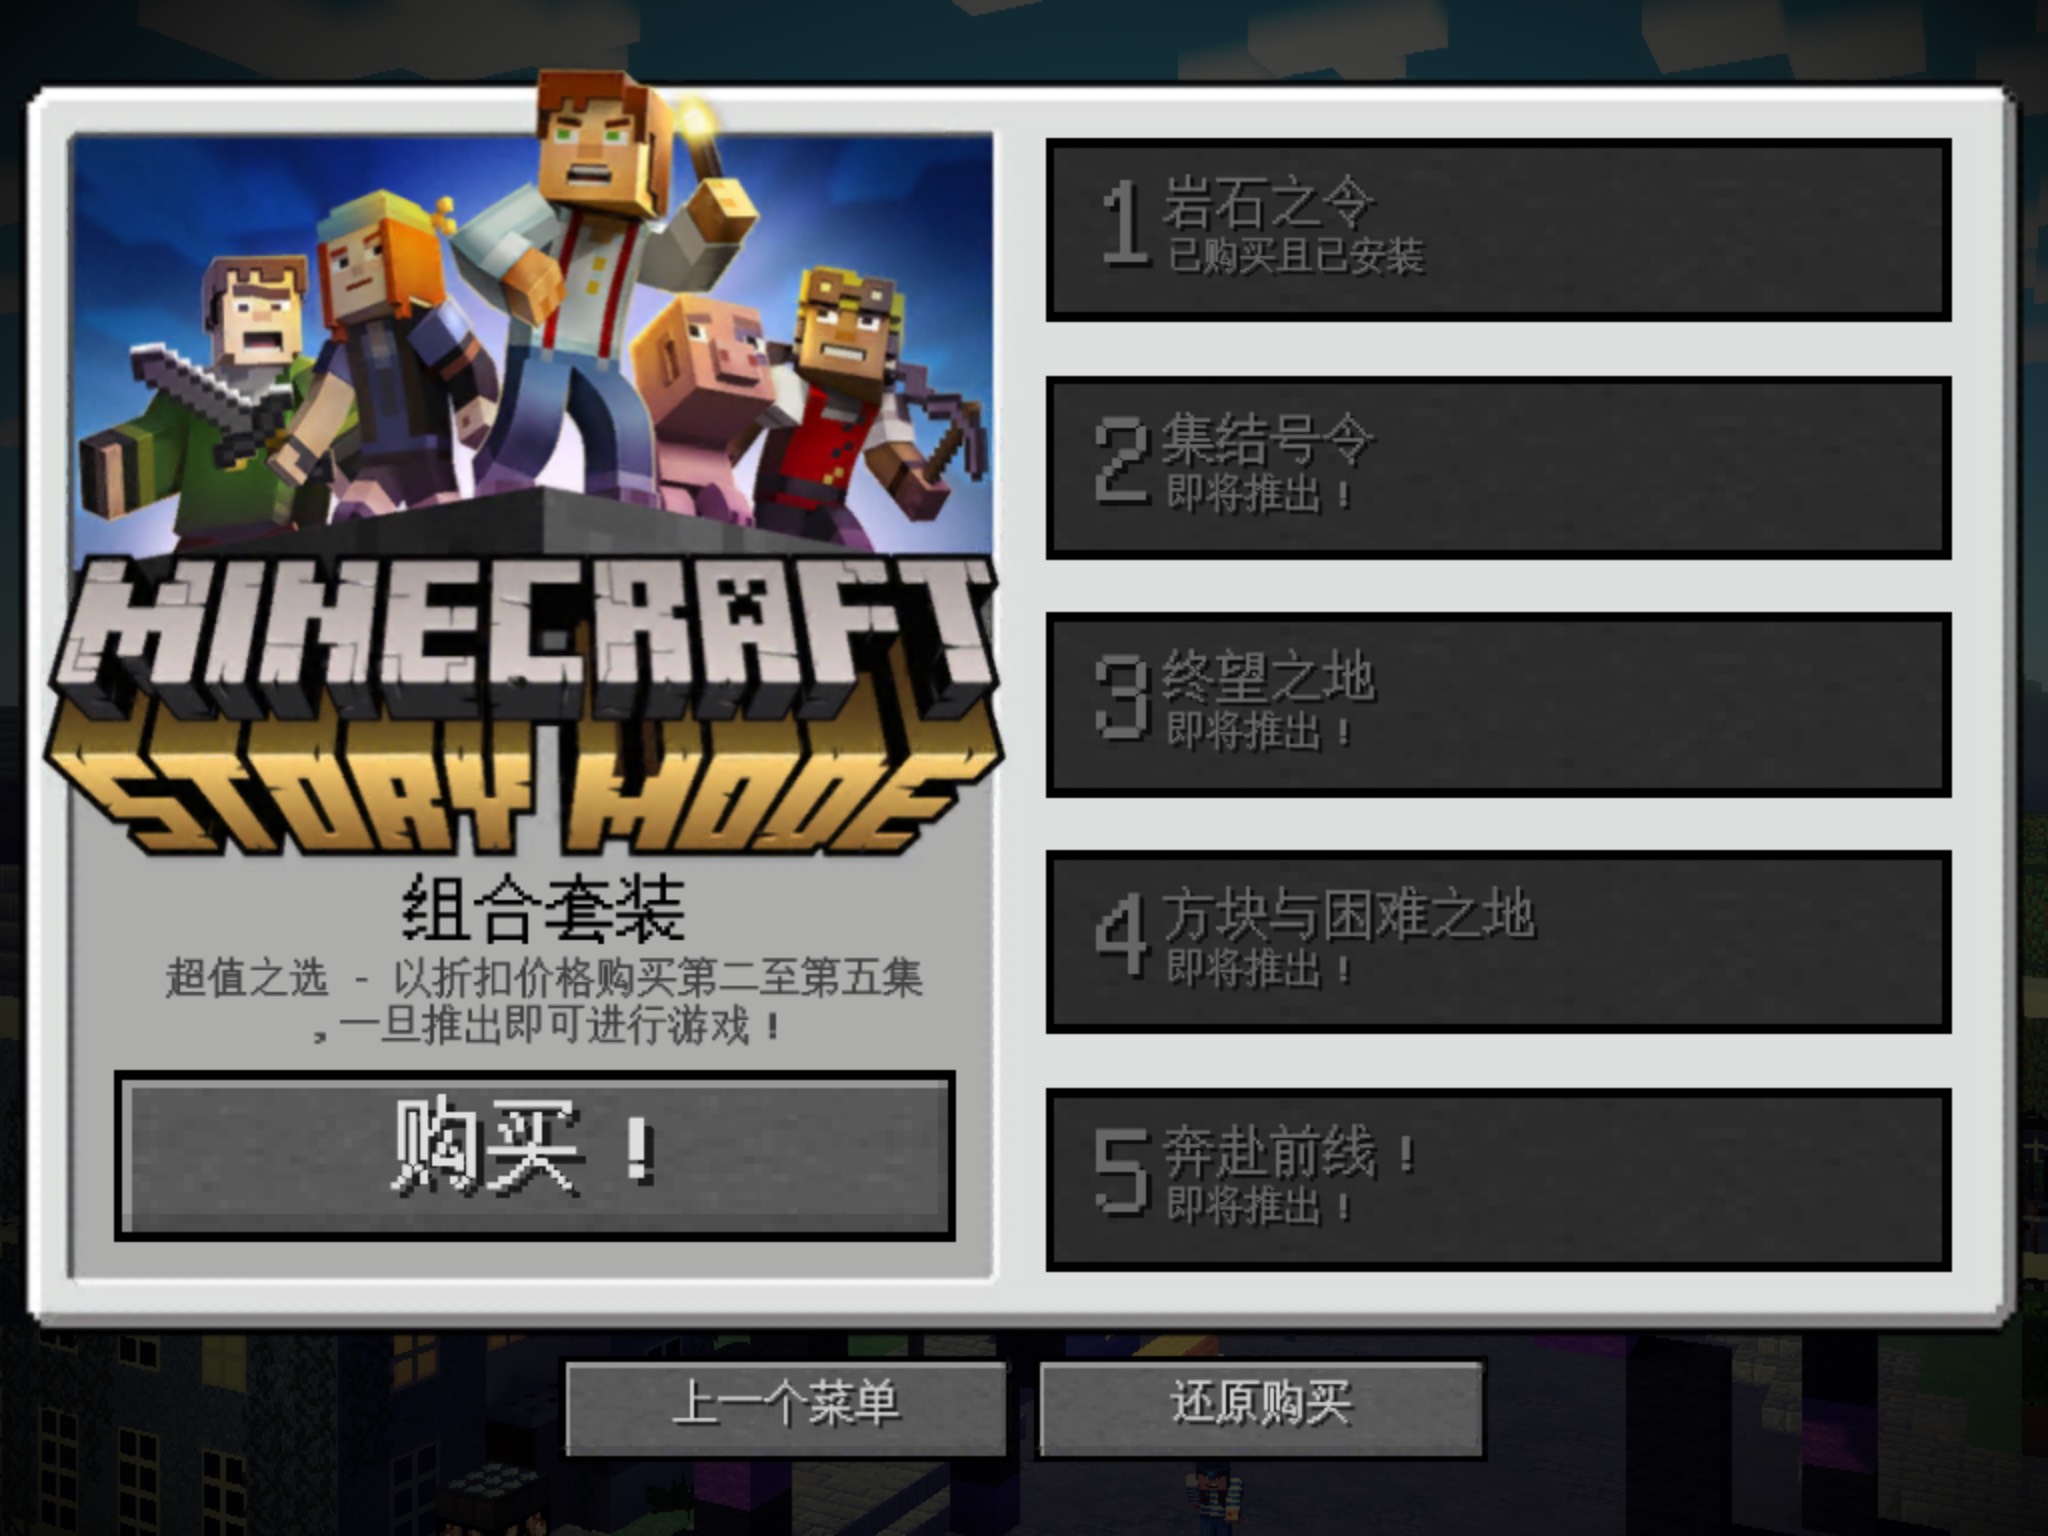 MINECRAFT
STORY MODE
组合套装
超值之选 - 以折扣价格购买第二至第五集
，一旦推出即可进行游戏！
购买！
1 岩石之令
已购买且已安装
2 集结号令
即将推出！
3 终望之地
即将推出！
4 方块与困难之地
即将推出！
5 奔赴前线！
即将推出！
上一个菜单
还原购买